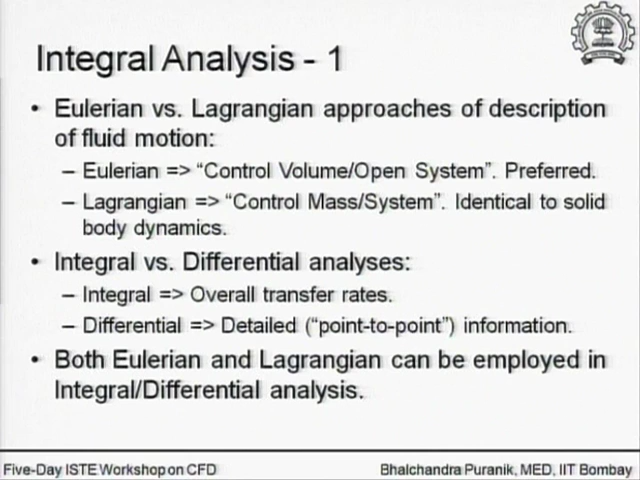 Integral Analysis - 1
• Eulerian vs. Lagrangian approaches of description
of fluid motion:
– Eulerian => “Control Volume/Open System”. Preferred.
– Lagrangian => “Control Mass/System”. Identical to solid
body dynamics.
• Integral vs. Differential analyses:
– Integral => Overall transfer rates.
– Differential => Detailed (“point-to-point”) information.
• Both Eulerian and Lagrangian can be employed in
Integral/Differential analysis.
Five-Day ISTE Workshop on CFD
Bhalchandra Puranik, MED, IIT Bombay